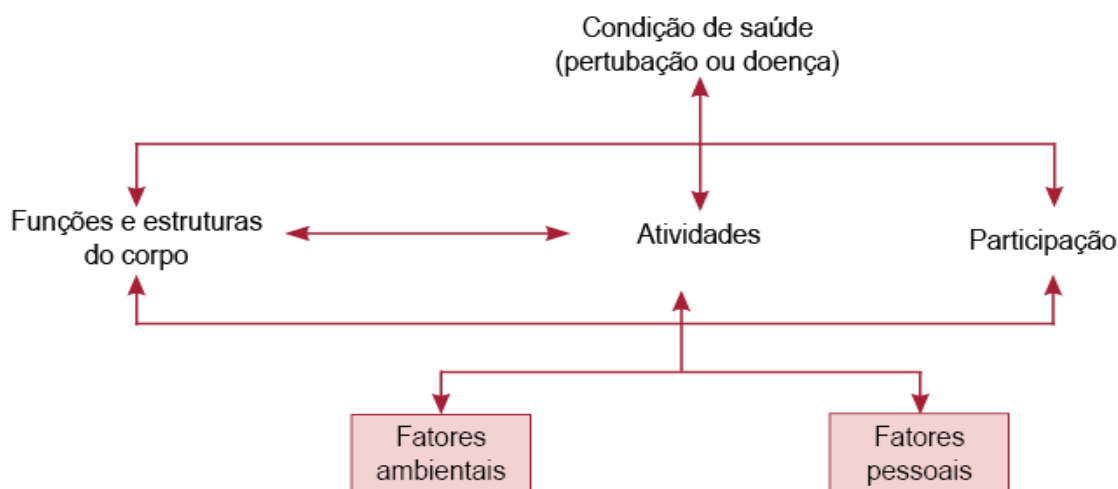 Condição de saúde
(pertubação ou doença)
Funções e estruturas
do corpo
Atividades
Participação
Fatores
ambientais
Fatores
pessoais